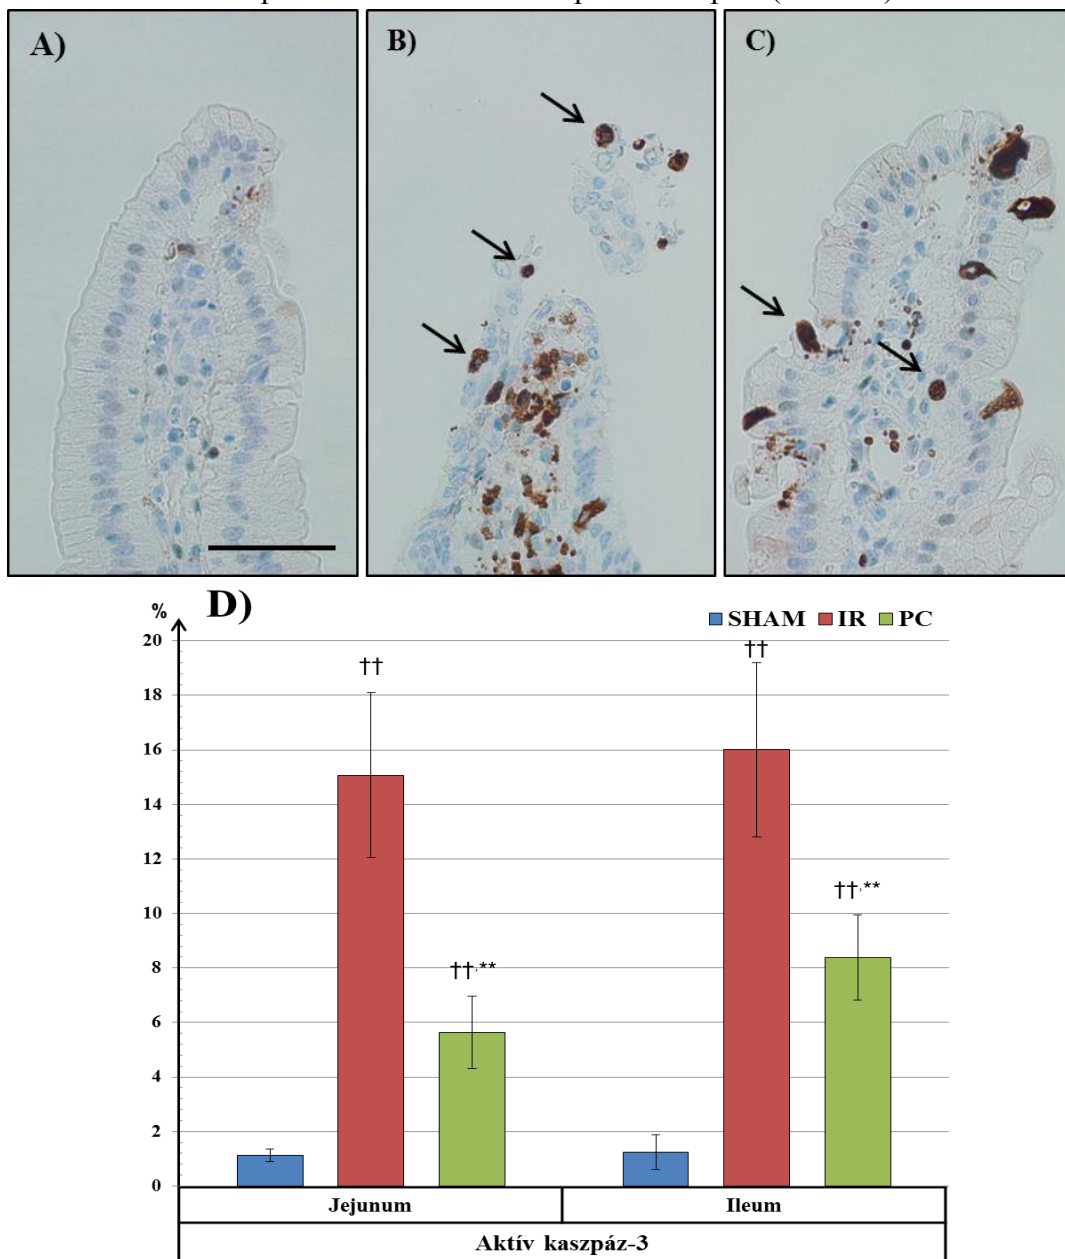 A)
B)
C)
D)
%
SHAM IR PC
20
18
16
14
12
10
8
6
4
2
0
††
††,**
††
††,**
Jejunum Ileum
Aktív kaszpáz-3